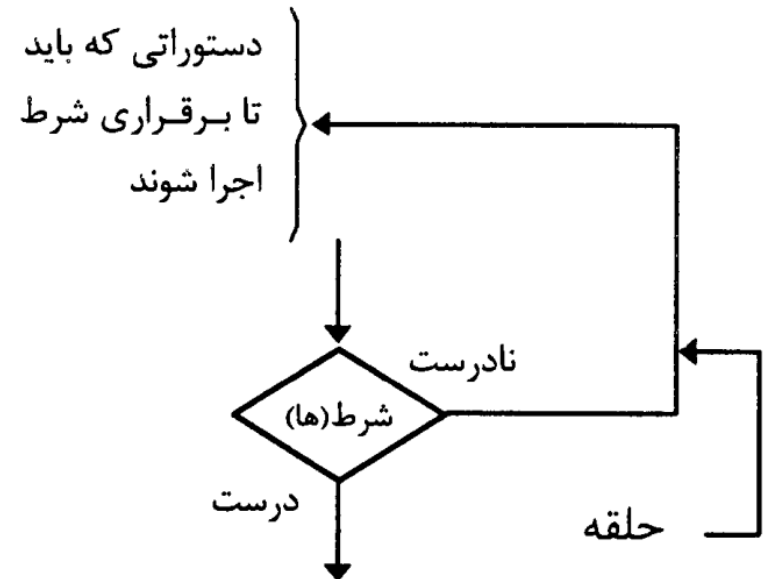 دستوراتی که باید
تا برقراری شرط
اجرا شوند
نادرست
شرط(ها)
درست
حلقه